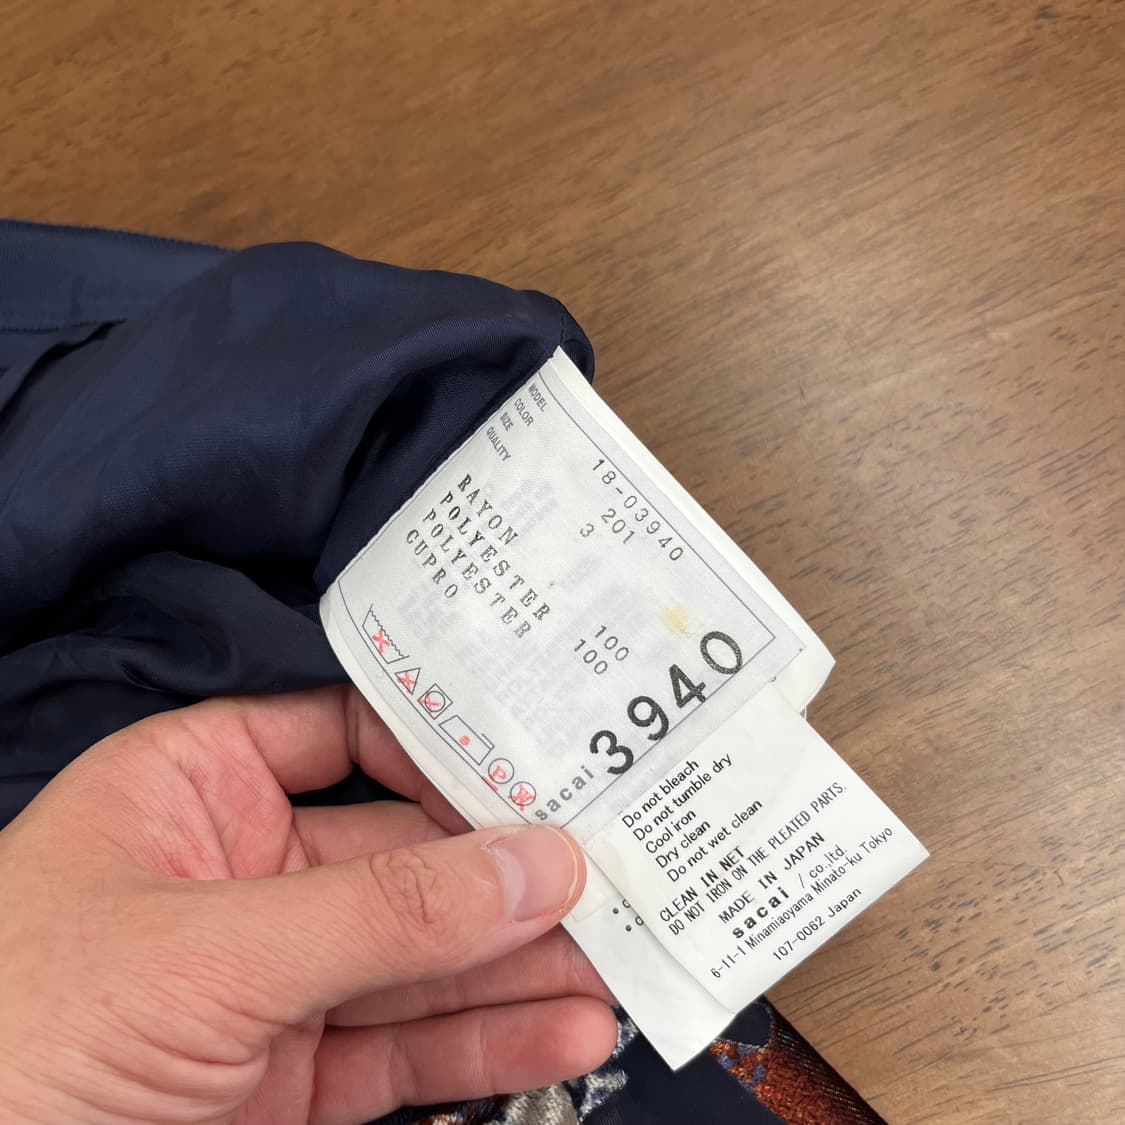 MODEL 18-03940
COLOR 201
SIZE 3
QUALITY
RAYON
POLYESTER 100
POLYESTER 100
CUPRO
P W
sacai 3940
Do not bleach
Do not tumble dry
Cool iron
Dry clean
Do not wet clean
CLEAN IN NET
DO NOT IRON ON THE PLEATED PARTS.
MADE IN JAPAN
sacai / co.,ltd.
6-11-1 Minamiaoyama Minato-ku Tokyo
107-0062 Japan